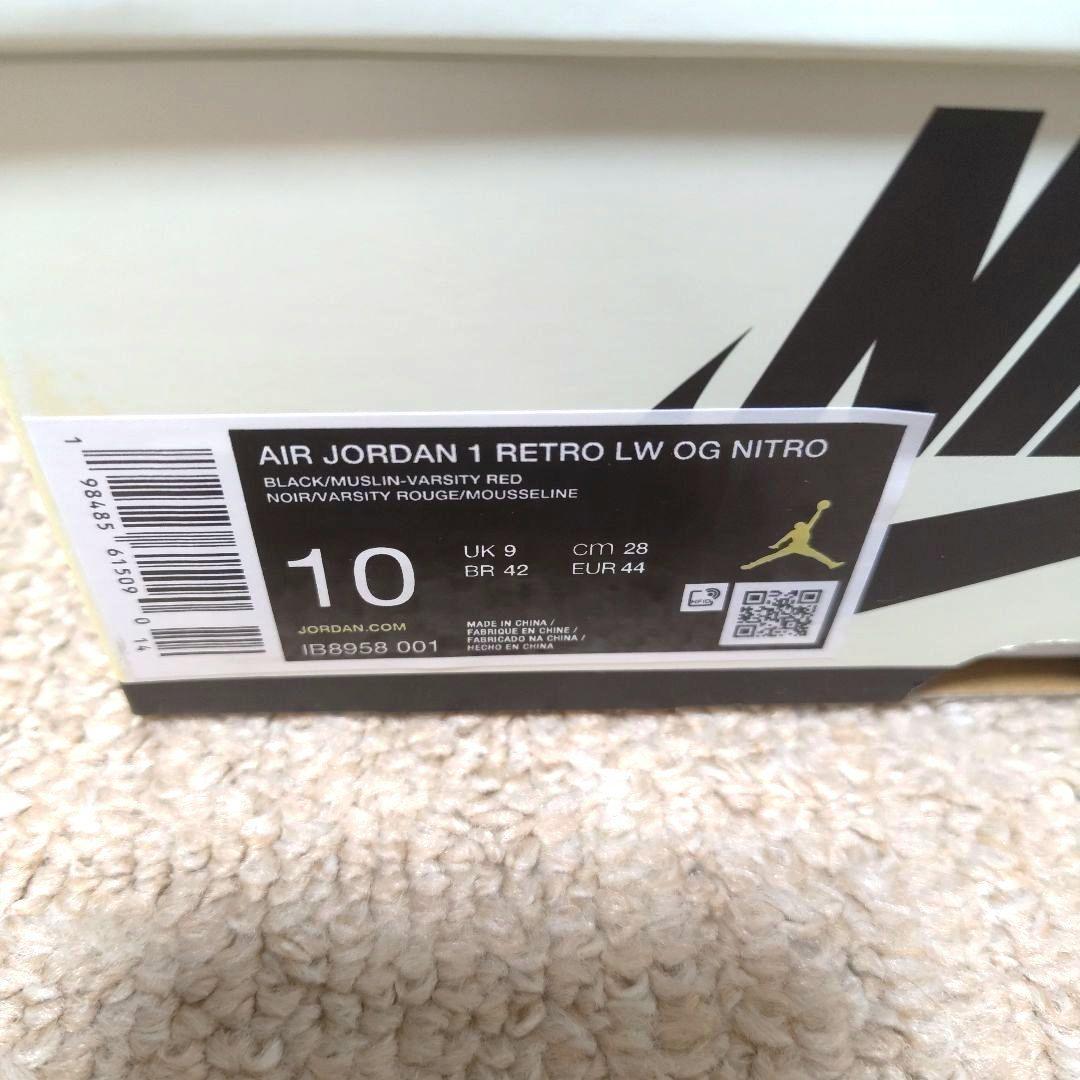 AIR JORDAN 1 RETRO LW OG NITRO
BLACK/MUSLIN-VARSITY RED
NOIR/VARSITY ROUGE/MOUSSELINE
10
UK 9 cm 28
BR 42 EUR 44
JORDAN.COM
IB8958 001
MADE IN CHINA /
FABRIQUE EN CHINE /
FABRICADO NA CHINA /
HECHO EN CHINA
RFID
1 98485 61509 0 14